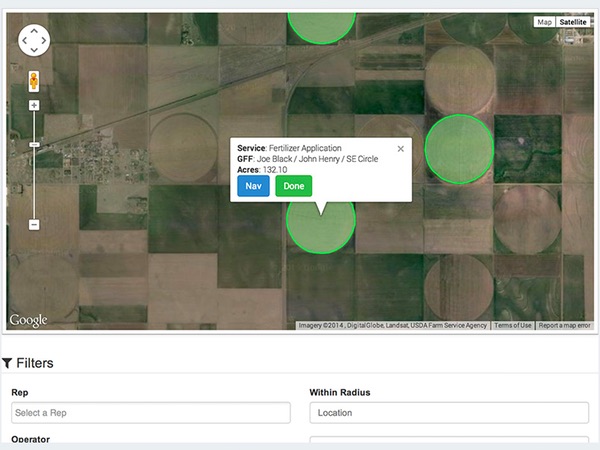 Map Satellite
Service: Fertilizer Application
GFF: Joe Black / John Henry / SE Circle
Acres: 132.10
Nav Done
Google
Imagery ©2014 , DigitalGlobe, Landsat, USDA Farm Service Agency Terms of Use Report a map error
Filters
Rep
Within Radius
Select a Rep
Location
Operator